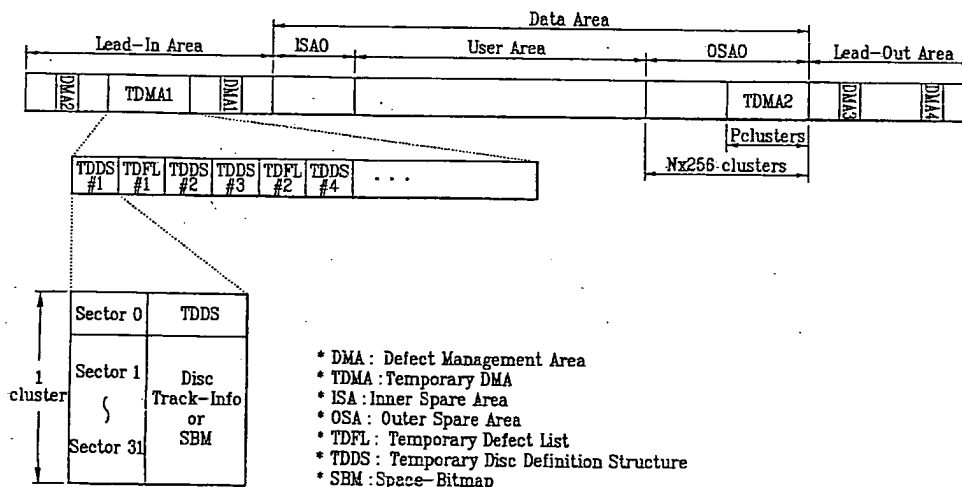 Data Area
Lead-In Area
ISA0
User Area
OSA0
Lead-Out Area
DMA2
TDMA1
DMA1
TDMA2
DMA3
DMA4
Pclusters
Nx256 clusters
TDDS #1
TDFL #1
TDDS #2
TDDS #3
TDFL #2
TDDS #4
· · ·
1 cluster
Sector 0
TDDS
Sector 1
∫
Sector 31
Disc
Track-Info
or
SBM
* DMA : Defect Management Area
* TDMA : Temporary DMA
* ISA : Inner Spare Area
* OSA : Outer Spare Area
* TDFL : Temporary Defect List
* TDDS : Temporary Disc Definition Structure
* SBM : Space-Bitmap